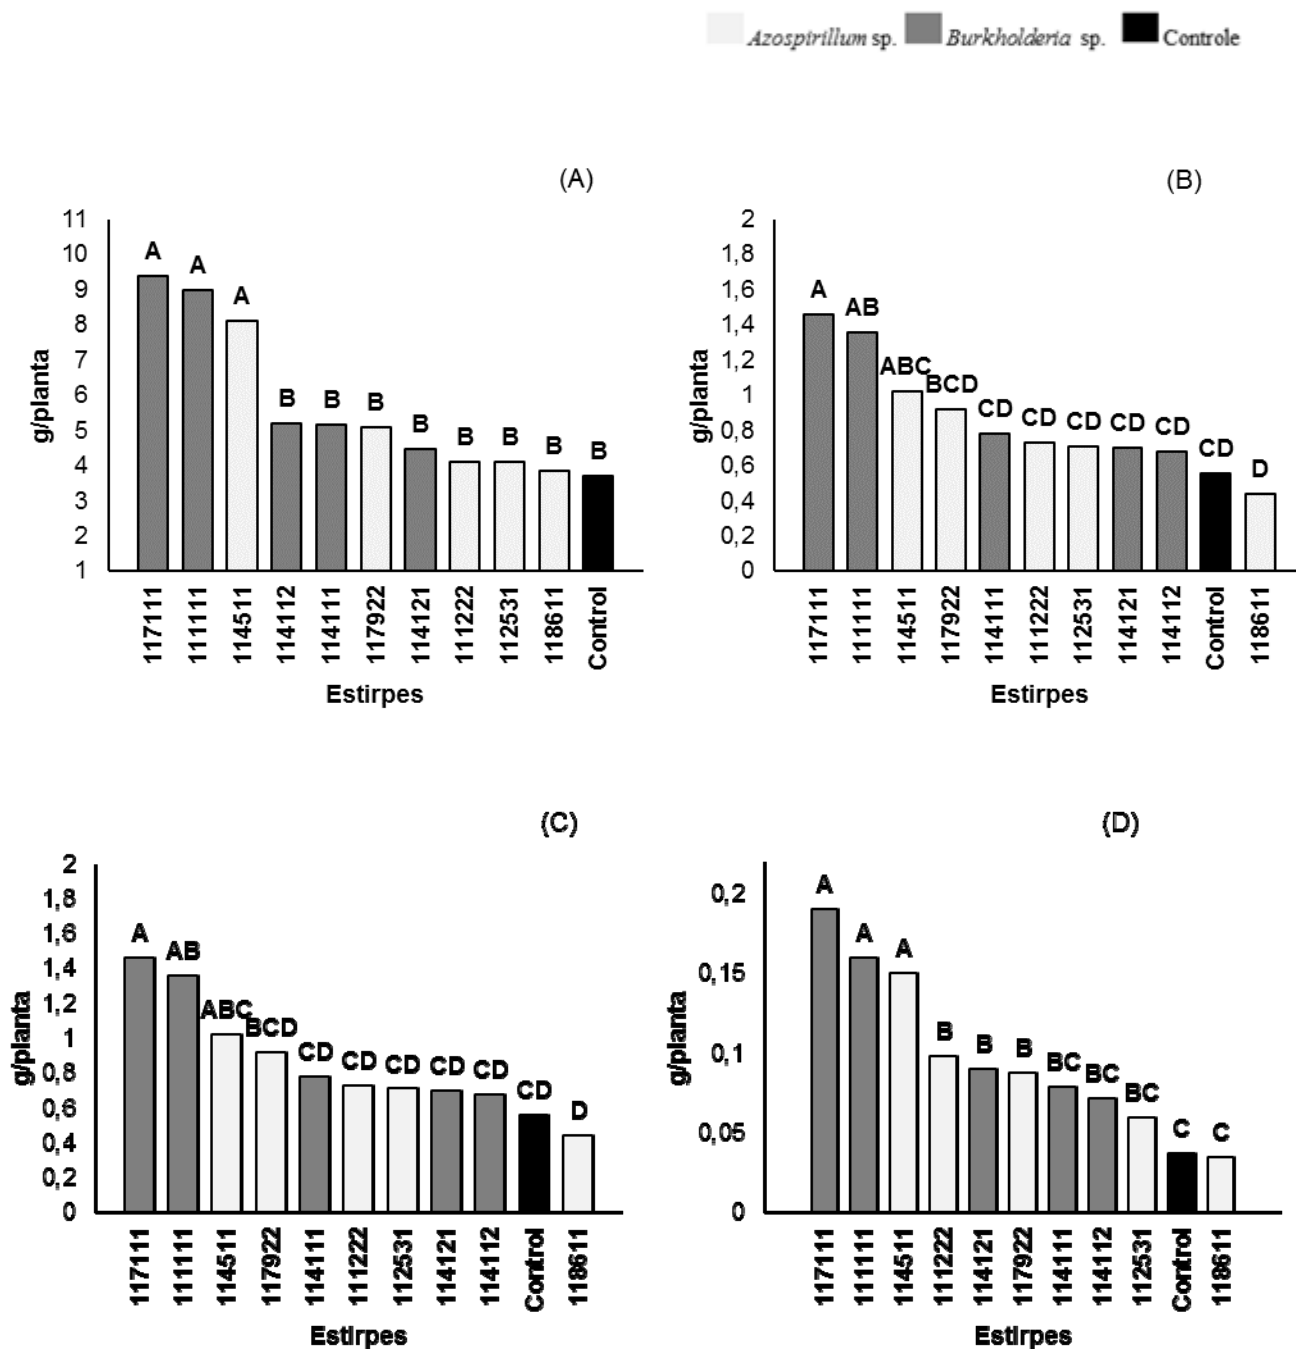 Azospirillum sp. Burkholderia sp. Controle
(A)
11
10
9
8
7
6
5
4
3
2
1
g/planta
A A A B B B B B B B B
117111 111111 114511 114112 114111 117922 114121 111222 112531 118611 Control
Estirpes
(B)
2
1,8
1,6
1,4
1,2
1
0,8
0,6
0,4
0,2
0
g/planta
A AB ABC BCD CD CD CD CD CD CD D
117111 111111 114511 117922 114111 111222 112531 114121 114112 Control 118611
Estirpes
(C)
2
1,8
1,6
1,4
1,2
1
0,8
0,6
0,4
0,2
0
g/planta
A AB ABC BCD CD CD CD CD CD CD D
117111 111111 114511 117922 114111 111222 112531 114121 114112 Control 118611
Estirpes
(D)
0,2
0,15
0,1
0,05
0
g/planta
A A A B B B BC BC BC C C
117111 111111 114511 111222 114121 117922 114111 114112 112531 Control 118611
Estirpes